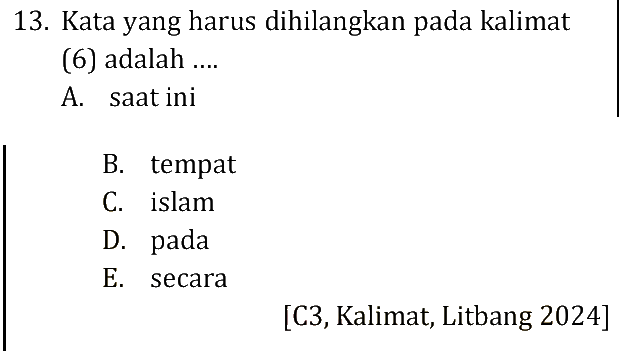 13. Kata yang harus dihilangkan pada kalimat
(6) adalah ....
A. saat ini
B. tempat
C. islam
D. pada
E. secara
[C3, Kalimat, Litbang 2024]